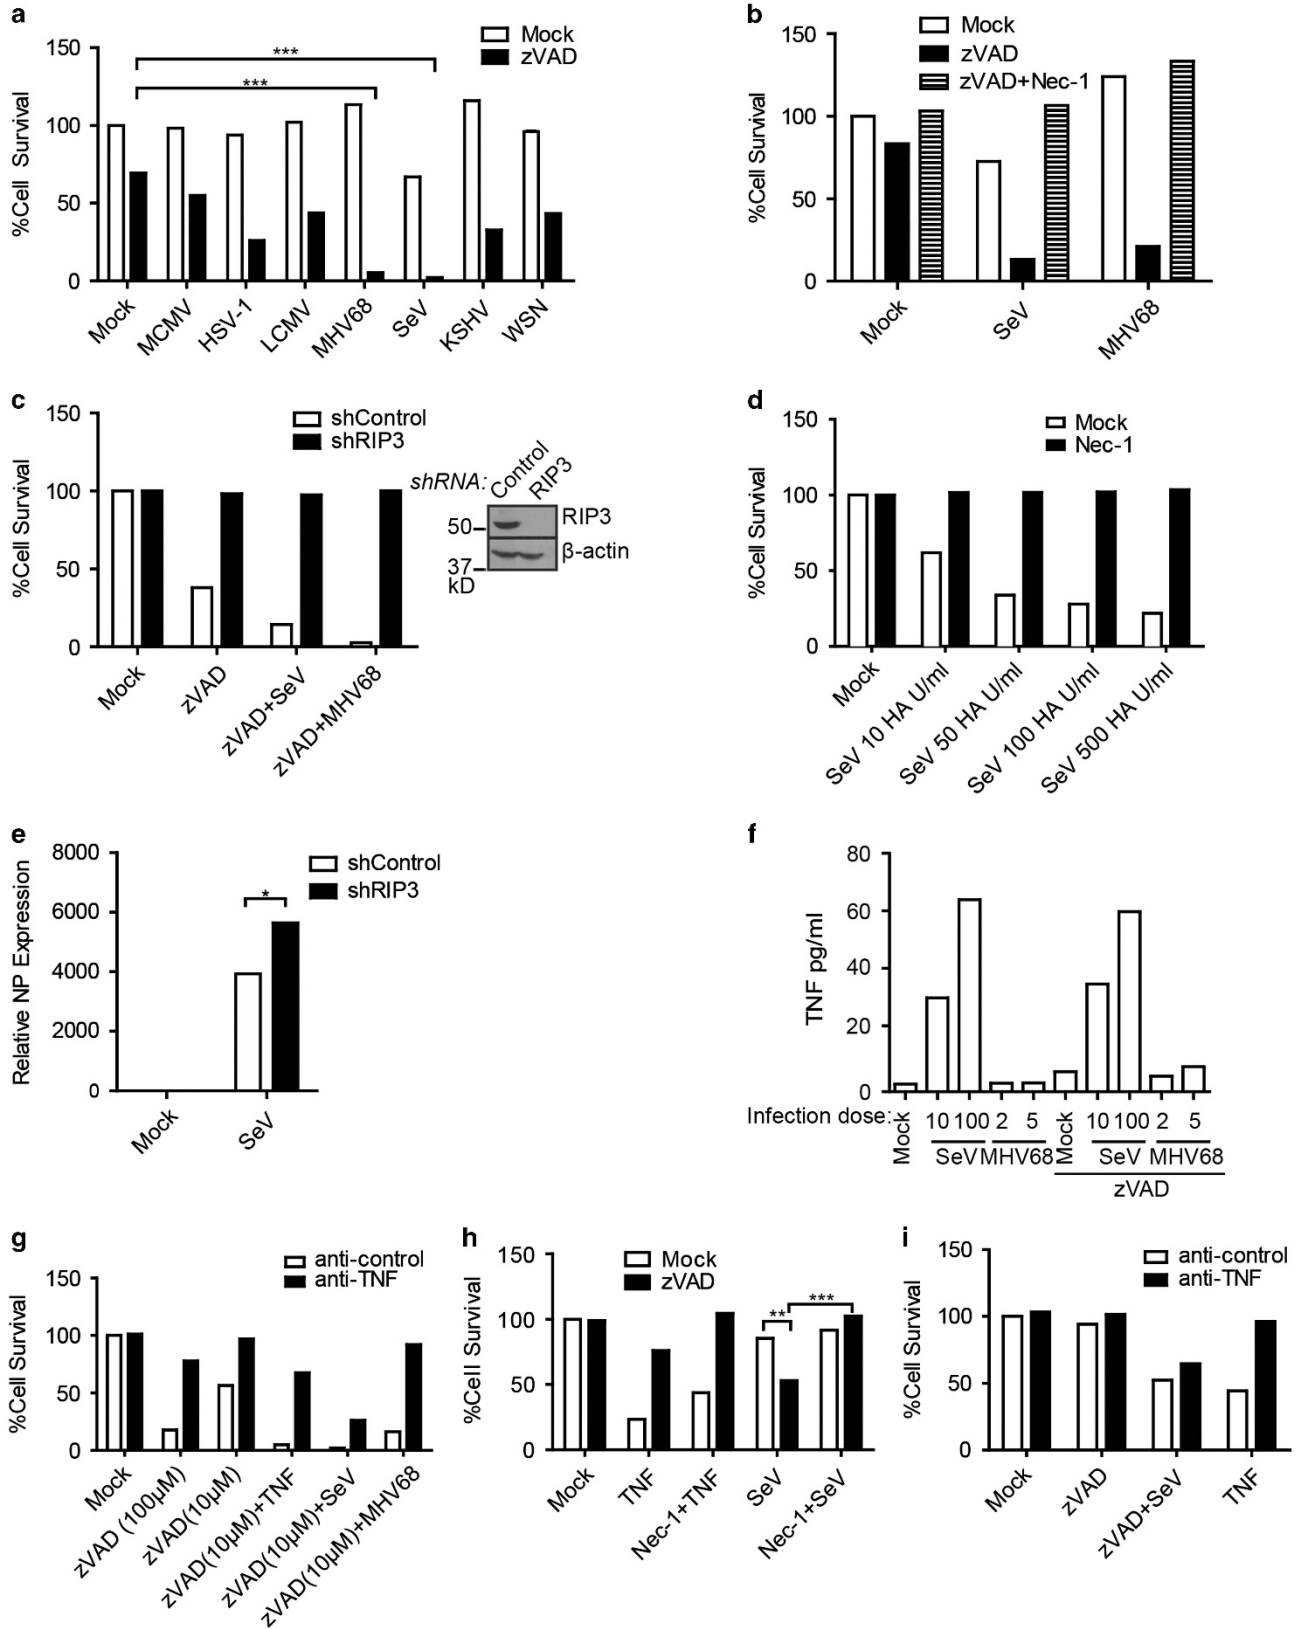 a
150
100
50
0
%Cell Survival
Mock
zVAD
***
***
Mock
MCMV
HSV-1
LCMV
MHV68
SeV
KSHV
WSN
b
150
100
50
0
%Cell Survival
Mock
zVAD
zVAD+Nec-1
Mock
SeV
MHV68
c
150
100
50
0
%Cell Survival
shControl
shRIP3
Mock
zVAD
zVAD+SeV
zVAD+MHV68
shRNA:
Control
RIP3
50
RIP3
β-actin
37
kD
d
150
100
50
0
%Cell Survival
Mock
Nec-1
Mock
SeV 10 HA U/ml
SeV 50 HA U/ml
SeV 100 HA U/ml
SeV 500 HA U/ml
e
8000
6000
4000
2000
0
Relative NP Expression
shControl
shRIP3
*
Mock
SeV
f
80
60
40
20
0
TNF pg/ml
Infection dose:
Mock
10 100 2 5
SeV MHV68
Mock
10 100 2 5
SeV MHV68
zVAD
g
150
100
50
0
%Cell Survival
anti-control
anti-TNF
Mock
zVAD (100µM)
zVAD(10µM)
zVAD(10µM)+TNF
zVAD(10µM)+SeV
zVAD(10µM)+MHV68
h
150
100
50
0
%Cell Survival
Mock
zVAD
**
***
Mock
TNF
Nec-1+TNF
SeV
Nec-1+SeV
i
150
100
50
0
%Cell Survival
anti-control
anti-TNF
Mock
zVAD
zVAD+SeV
TNF